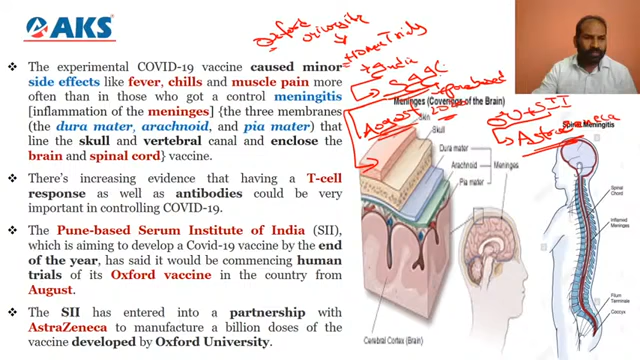 AKS
Oxford University
Human Trials
India
SII
Pune based
August 2020
OU + SII
AstraZeneca
❖ The experimental COVID-19 vaccine caused minor
side effects like fever, chills and muscle pain more
often than in those who got a control meningitis
[inflammation of the meninges] {the three membranes
(the dura mater, arachnoid, and pia mater) that
line the skull and vertebral canal and enclose the
brain and spinal cord} vaccine.
❖ There's increasing evidence that having a T-cell
response as well as antibodies could be very
important in controlling COVID-19.
❖ The Pune-based Serum Institute of India (SII),
which is aiming to develop a Covid-19 vaccine by the end
of the year, has said it would be commencing human
trials of its Oxford vaccine in the country from
August.
❖ The SII has entered into a partnership with
AstraZeneca to manufacture a billion doses of the
vaccine developed by Oxford University.
Meninges (Coverings of the Brain)
Skin
Skull
Dura mater
Arachnoid
Pia mater
Meninges
Cerebral Cortex (Brain)
Spinal Meningitis
Spinal
Chord
Inflamed
Meninges
Filum
Terminale
Coccyx